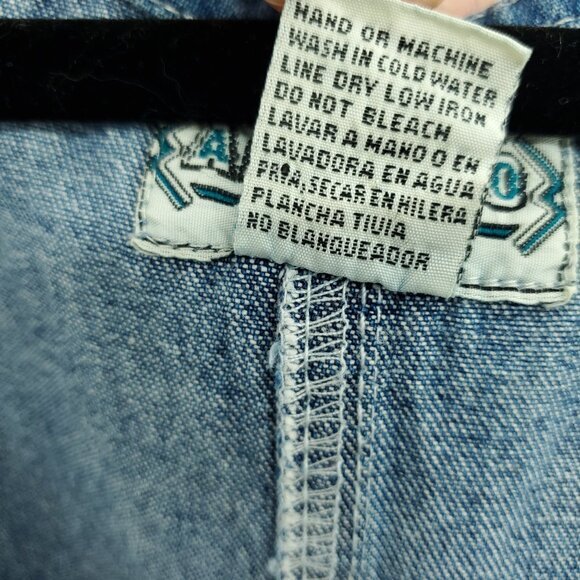 HAND OR MACHINE
WASH IN COLD WATER
LINE DRY LOW IRON
DO NOT BLEACH
LAVAR A MANO O EN
LAVADORA EN AGUA
FRIA, SECAR EN HILERA
PLANCHA TIUIA
NO BLANQUEADOR